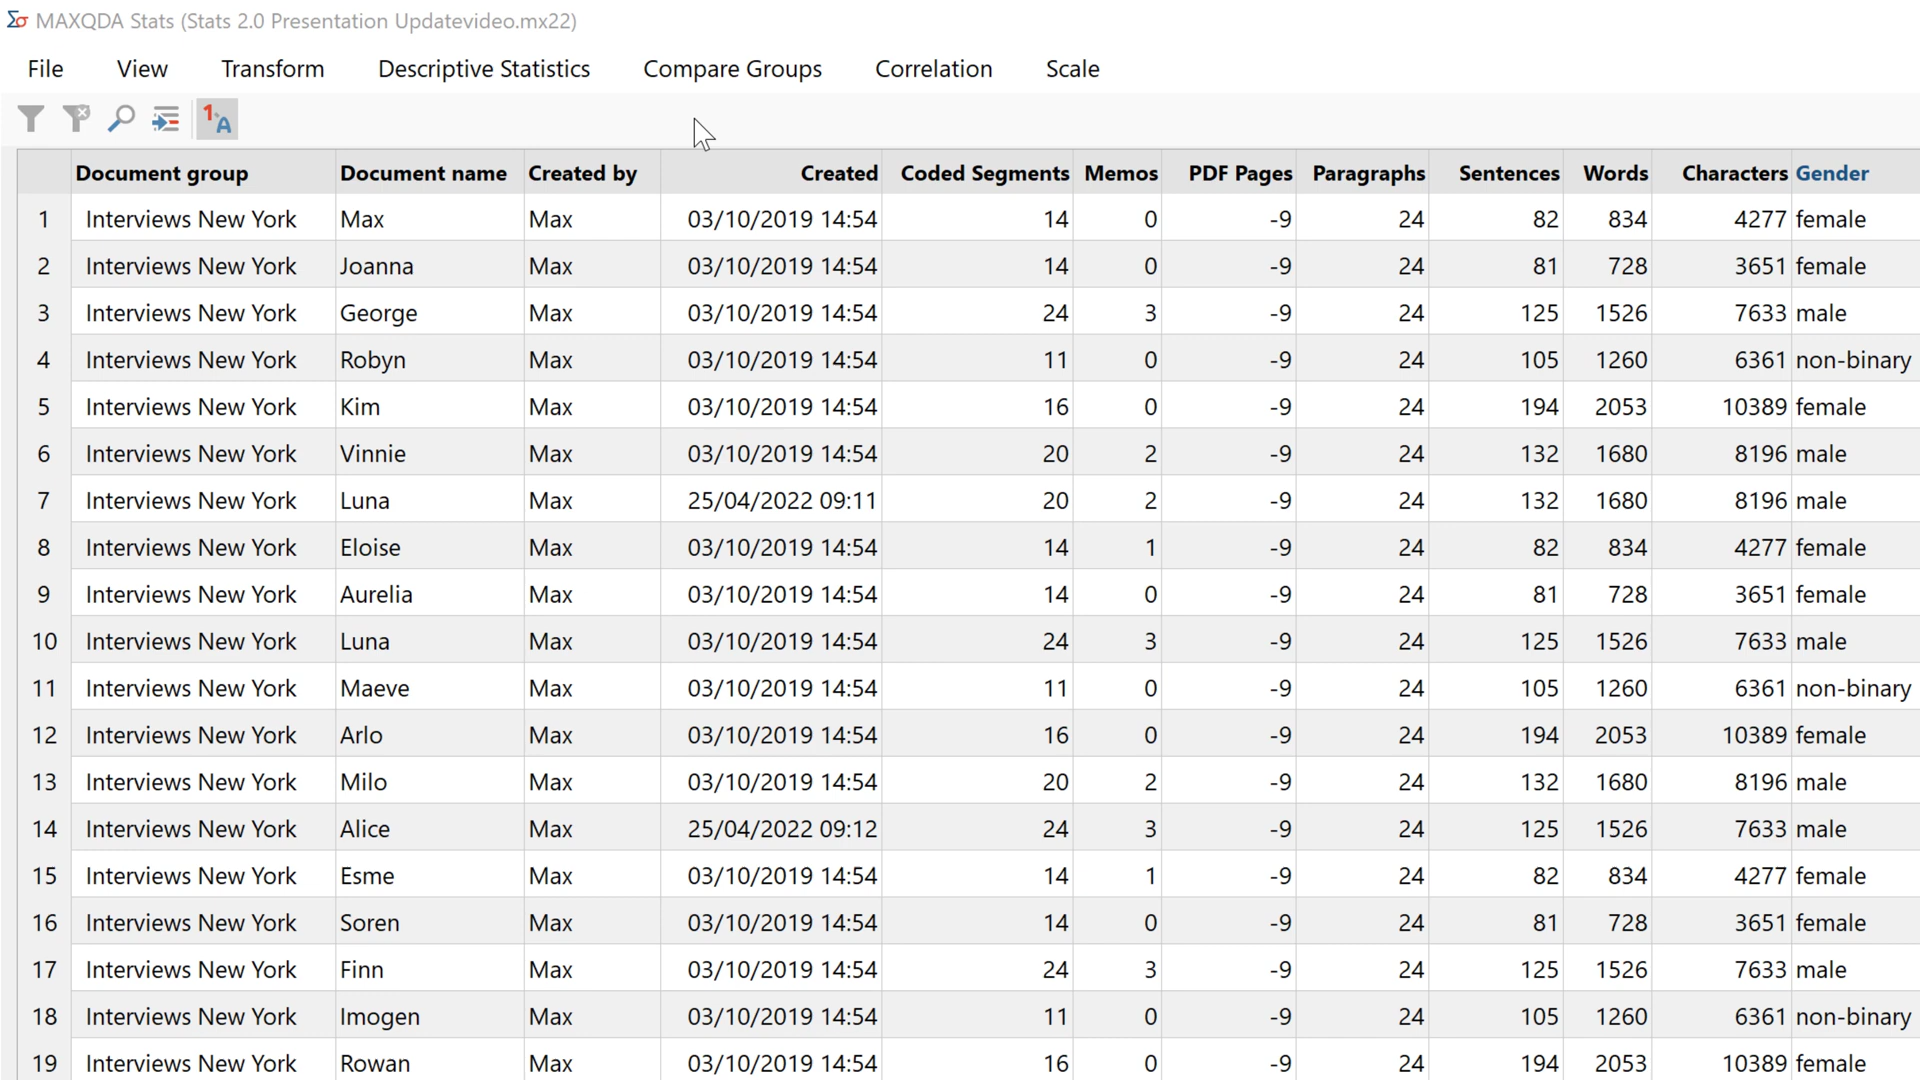 MAXQDA Stats (Stats 2.0 Presentation Updatevideo.mx22)
File View Transform Descriptive Statistics Compare Groups Correlation Scale
1 A
Document group Document name Created by Created Coded Segments Memos PDF Pages Paragraphs Sentences Words Characters Gender
1 Interviews New York Max Max 03/10/2019 14:54 14 0 -9 24 82 834 4277 female
2 Interviews New York Joanna Max 03/10/2019 14:54 14 0 -9 24 81 728 3651 female
3 Interviews New York George Max 03/10/2019 14:54 24 3 -9 24 125 1526 7633 male
4 Interviews New York Robyn Max 03/10/2019 14:54 11 0 -9 24 105 1260 6361 non-binary
5 Interviews New York Kim Max 03/10/2019 14:54 16 0 -9 24 194 2053 10389 female
6 Interviews New York Vinnie Max 03/10/2019 14:54 20 2 -9 24 132 1680 8196 male
7 Interviews New York Luna Max 25/04/2022 09:11 20 2 -9 24 132 1680 8196 male
8 Interviews New York Eloise Max 03/10/2019 14:54 14 1 -9 24 82 834 4277 female
9 Interviews New York Aurelia Max 03/10/2019 14:54 14 0 -9 24 81 728 3651 female
10 Interviews New York Luna Max 03/10/2019 14:54 24 3 -9 24 125 1526 7633 male
11 Interviews New York Maeve Max 03/10/2019 14:54 11 0 -9 24 105 1260 6361 non-binary
12 Interviews New York Arlo Max 03/10/2019 14:54 16 0 -9 24 194 2053 10389 female
13 Interviews New York Milo Max 03/10/2019 14:54 20 2 -9 24 132 1680 8196 male
14 Interviews New York Alice Max 25/04/2022 09:12 24 3 -9 24 125 1526 7633 male
15 Interviews New York Esme Max 03/10/2019 14:54 14 1 -9 24 82 834 4277 female
16 Interviews New York Soren Max 03/10/2019 14:54 14 0 -9 24 81 728 3651 female
17 Interviews New York Finn Max 03/10/2019 14:54 24 3 -9 24 125 1526 7633 male
18 Interviews New York Imogen Max 03/10/2019 14:54 11 0 -9 24 105 1260 6361 non-binary
19 Interviews New York Rowan Max 03/10/2019 14:54 16 0 -9 24 194 2053 10389 female